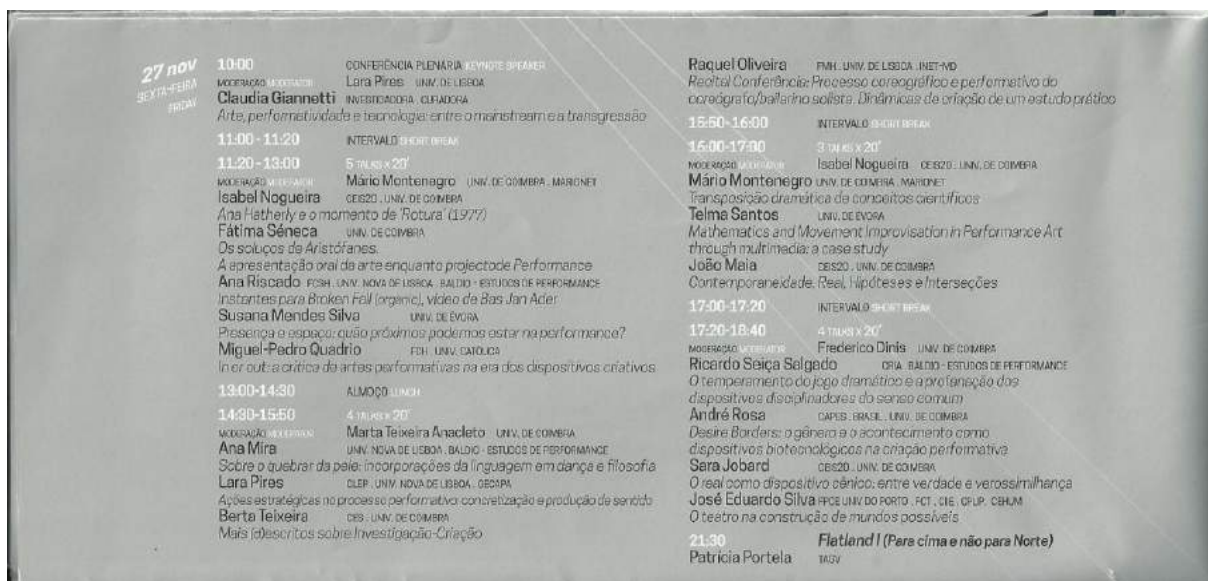 27 nov
SEXTA-FEIRA
FRIDAY
10:00 CONFERÊNCIA PLENÁRIA KEYNOTE SPEAKER
MODERAÇÃO MODERATOR Lara Pires UNIV. DE LISBOA
Claudia Giannetti INVESTIGADORA . CURADORA
Arte, performatividade e tecnologia: entre o mainstream e a transgressão
11:00-11:20 INTERVALO SHORT BREAK
11:20-13:00 5 TALKS X 20'
MODERAÇÃO MODERATOR Mário Montenegro UNIV. DE COIMBRA . MARIONET
Isabel Nogueira CEIS20 . UNIV. DE COIMBRA
Ana Hatherly e o momento de 'Rotura' (1977)
Fátima Séneca UNIV. DE COIMBRA
Os soluços de Aristófanes.
A apresentação oral da arte enquanto projectode Performance
Ana Riscado FCSH . UNIV. NOVA DE LISBOA . BALDIO - ESTUDOS DE PERFORMANCE
Instantes para Broken Fall (organic), vídeo de Bas Jan Ader
Susana Mendes Silva UNIV. DE ÉVORA
Presença e espaço: quão próximos podemos estar na performance?
Miguel-Pedro Quadrio FCH . UNIV. CATÓLICA
In er out: a crítica de artes performativas na era dos dispositivos criativos
13:00-14:30 ALMOÇO LUNCH
14:30-15:50 4 TALKS X 20'
MODERAÇÃO MODERATOR Marta Teixeira Anacleto UNIV. DE COIMBRA
Ana Mira UNIV. NOVA DE LISBOA . BALDIO - ESTUDOS DE PERFORMANCE
Sobre o quebrar da pele: incorporações da linguagem em dança e filosofia
Lara Pires CLEP . UNIV. NOVA DE LISBOA . GECAPA
Ações estratégicas no processo performativo: concretização e produção de sentido
Berta Teixeira CES . UNIV. DE COIMBRA
Mais (d)escritos sobre Investigação-Criação
Raquel Oliveira FMH . UNIV. DE LISBOA . INET-MD
Recital Conferência: Processo coreográfico e performativo do
coreógrafo/bailarino solista. Dinâmicas de criação de um estudo prático
15:50-16:00 INTERVALO SHORT BREAK
16:00-17:00 3 TALKS X 20'
MODERAÇÃO MODERATOR Isabel Nogueira CEIS20 . UNIV. DE COIMBRA
Mário Montenegro UNIV. DE COIMBRA . MARIONET
Transposição dramática de conceitos científicos
Telma Santos UNIV. DE ÉVORA
Mathematics and Movement Improvisation in Performance Art
through multimedia: a case study
João Maia CEIS20 . UNIV. DE COIMBRA
Contemporaneidade. Real, Hipóteses e Interseções
17:00-17:20 INTERVALO SHORT BREAK
17:20-18:40 4 TALKS X 20'
MODERAÇÃO MODERATOR Frederico Dinis UNIV. DE COIMBRA
Ricardo Seiça Salgado CRIA . BALDIO - ESTUDOS DE PERFORMANCE
O temperamento do jogo dramático e a profanação dos
dispositivos disciplinadores do senso comum
André Rosa CAPES . BRASIL . UNIV. DE COIMBRA
Desire Borders: o gênero e o acontecimento como
dispositivos biotecnológicos na criação performativa
Sara Jobard CEIS20 . UNIV. DE COIMBRA
O real como dispositivo cênico: entre verdade e verossimilhança
José Eduardo Silva FPCE UNIV DO PORTO . FCT . CIE . CPUP . CEHUM
O teatro na construção de mundos possíveis
21:30 Flatland I (Para cima e não para Norte)
Patrícia Portela TAGV